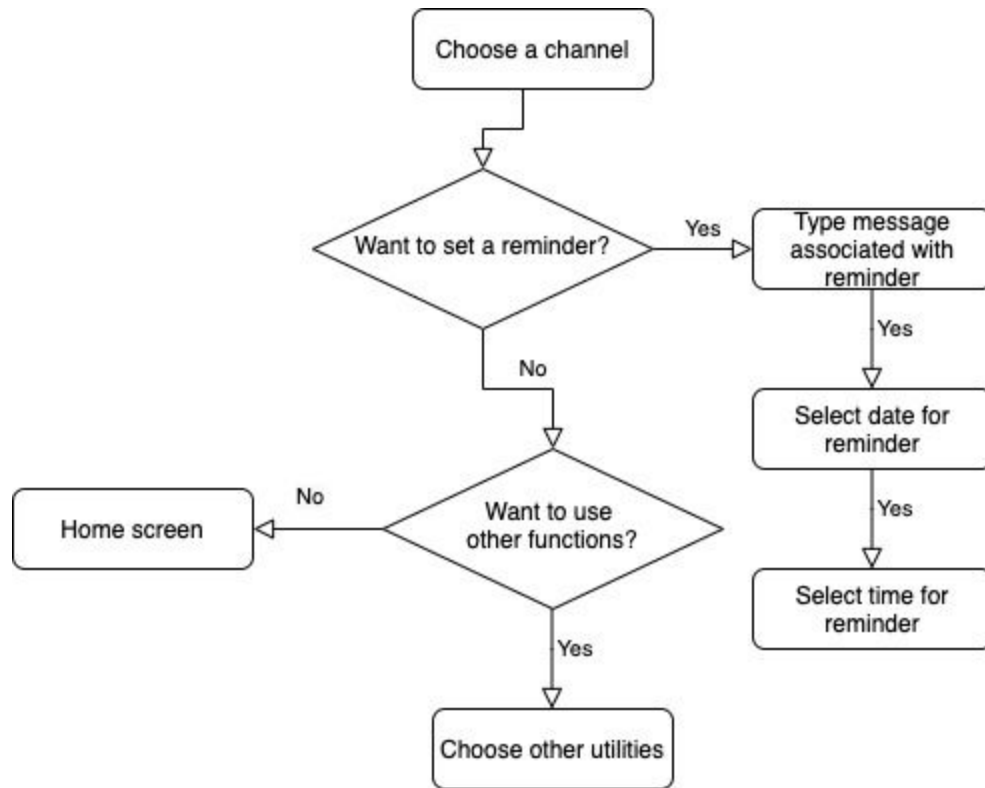 Choose a channel
Want to set a reminder?
Yes
Type message
associated with
reminder
Yes
No
Select date for
reminder
No
Want to use
other functions?
Home screen
Yes
Select time for
reminder
Yes
Choose other utilities